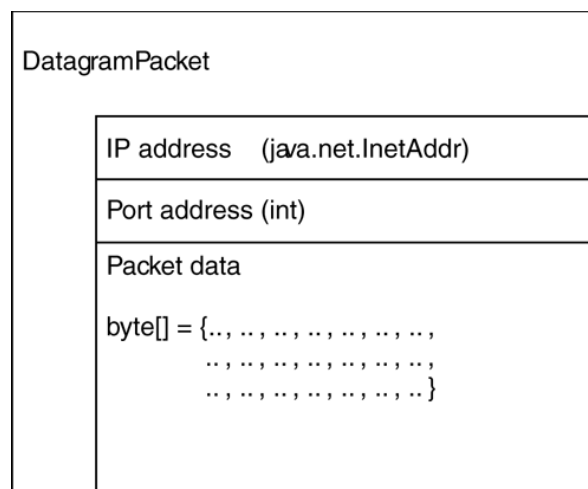 DatagramPacket
IP address (java.net.InetAddr)
Port address (int)
Packet data
byte[] = {.. , .. , .. , .. , .. , .. , .. ,
.. , .. , .. , .. , .. , .. , .. ,
.. , .. , .. , .. , .. , .. , .. }